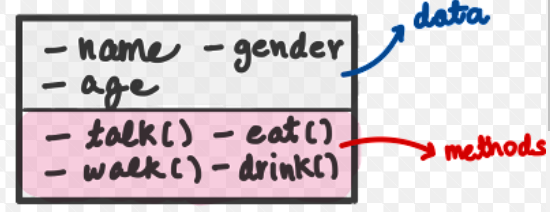 data
- name - gender
- age
- talk() - eat()
- walk() - drink()
methods